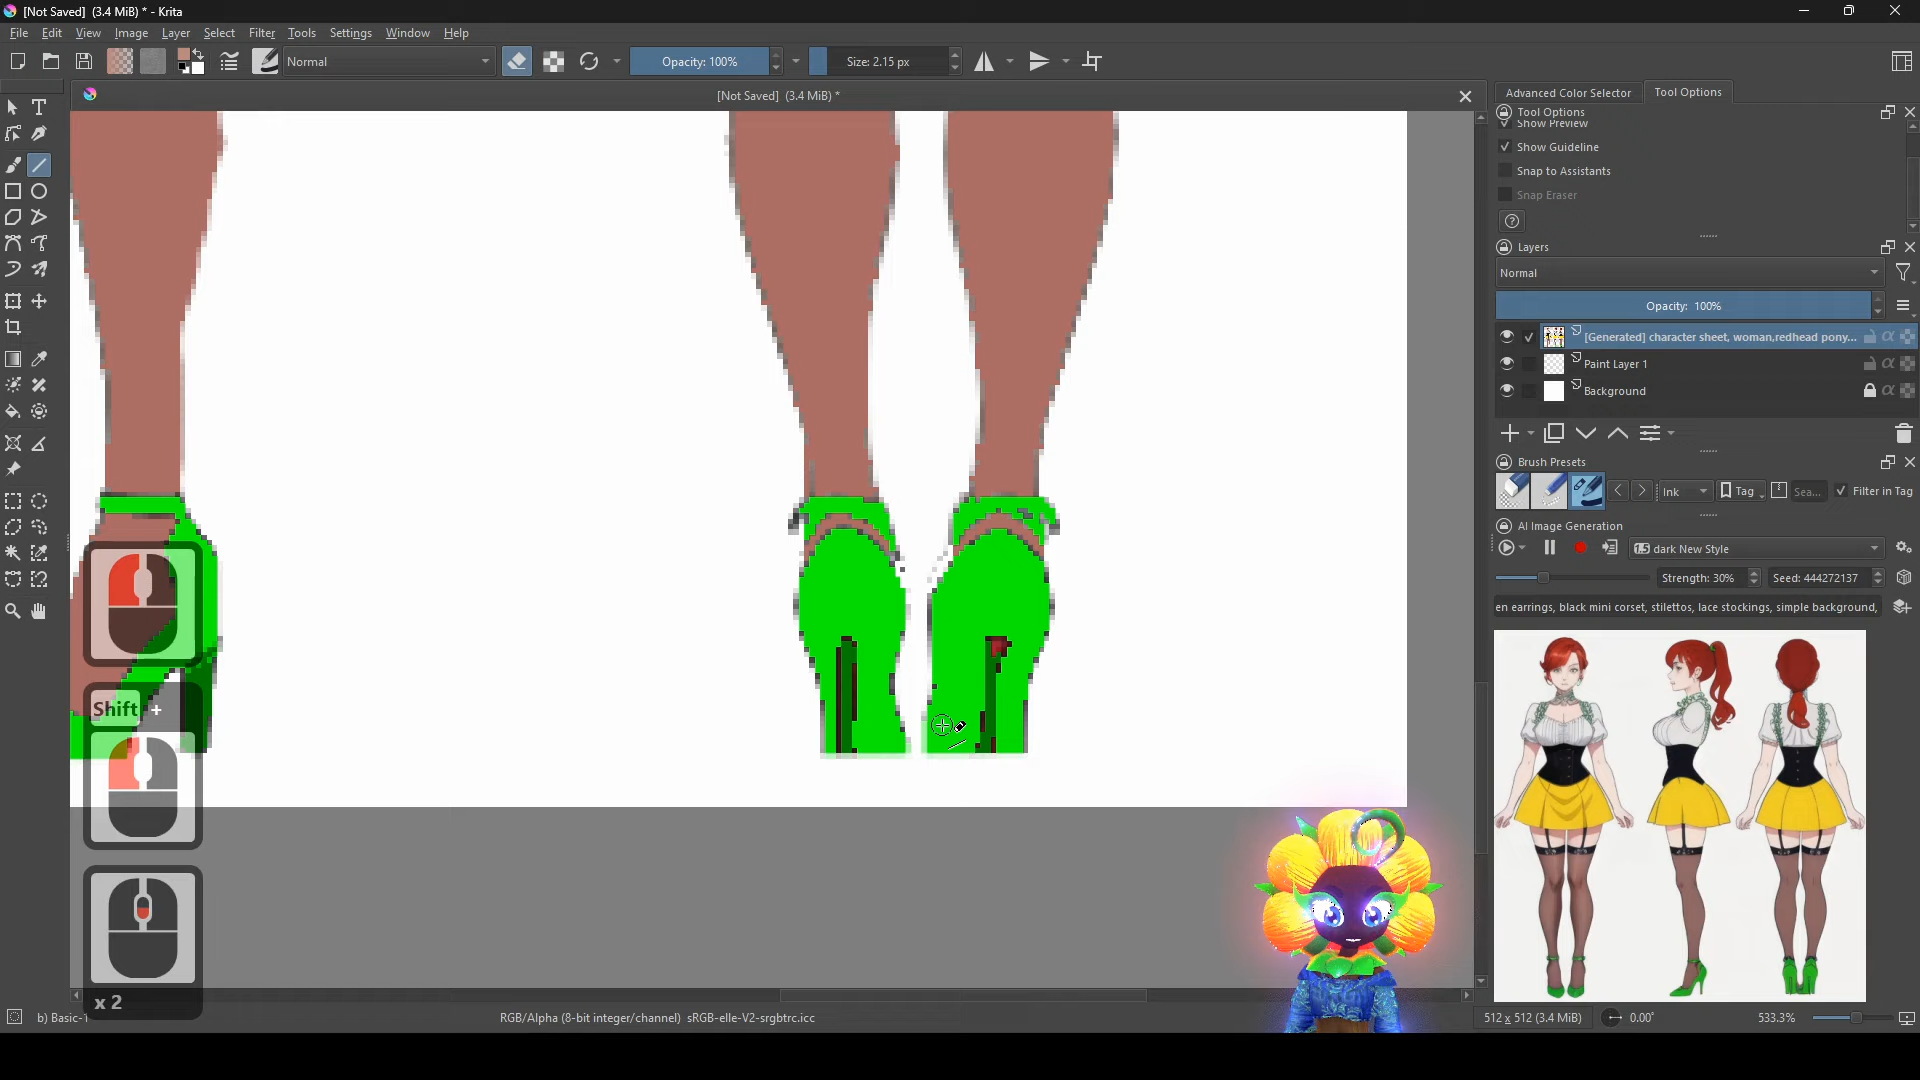 [Not Saved]  (3.4 MiB) * - Krita
File Edit View Image Layer Select Filter Tools Settings Window Help
Normal
Opacity: 100%
Size: 2.15 px
[Not Saved]  (3.4 MiB) *
Advanced Color Selector
Tool Options
Tool Options
Show Preview
Show Guideline
Snap to Assistants
Snap Eraser
Layers
Normal
Opacity:  100%
[Generated] character sheet, woman,redhead pony...
Paint Layer 1
Background
Brush Presets
Ink
Tag
Sea...
Filter in Tag
AI Image Generation
1.5 dark New Style
Strength: 30%
Seed: 444272137
en earrings, black mini corset, stilettos, lace stockings, simple background,
Shift +
x 2
b) Basic-
RGB/Alpha (8-bit integer/channel)  sRGB-elle-V2-srgbtrc.icc
512 x 512 (3.4 MiB)
0.00°
533.3%